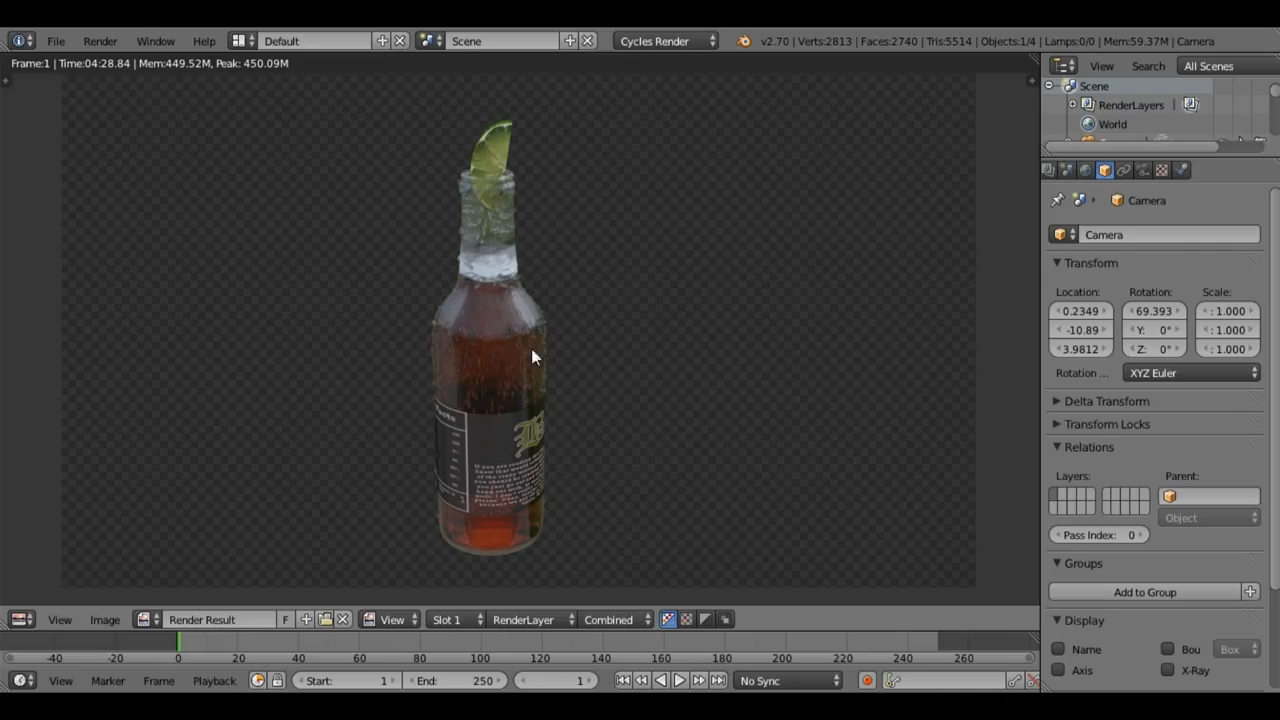 File Render Window Help Default Scene Cycles Render v2.70 | Verts:2813 | Faces:2740 | Tris:5514 | Objects:1/4 | Lamps:0/0 | Mem:59.37M | Camera
Frame:1 | Time:04:28.84 | Mem:449.52M, Peak: 450.09M
View Search All Scenes
Scene
RenderLayers
World
Camera
Camera
Transform
Location: Rotation: Scale:
0.2349 69.393 : 1.000
-10.89 Y: 0° : 1.000
3.9812 Z: 0° : 1.000
Rotation ... XYZ Euler
Delta Transform
Transform Locks
Relations
Layers: Parent:
Object
Pass Index: 0
Groups
Add to Group
Display
Name Bou Box
Axis X-Ray
View Image Render Result F View Slot 1 RenderLayer Combined
-40 -20 0 20 40 60 80 100 120 140 160 180 200 220 240 260
View Marker Frame Playback Start: 1 End: 250 1 No Sync